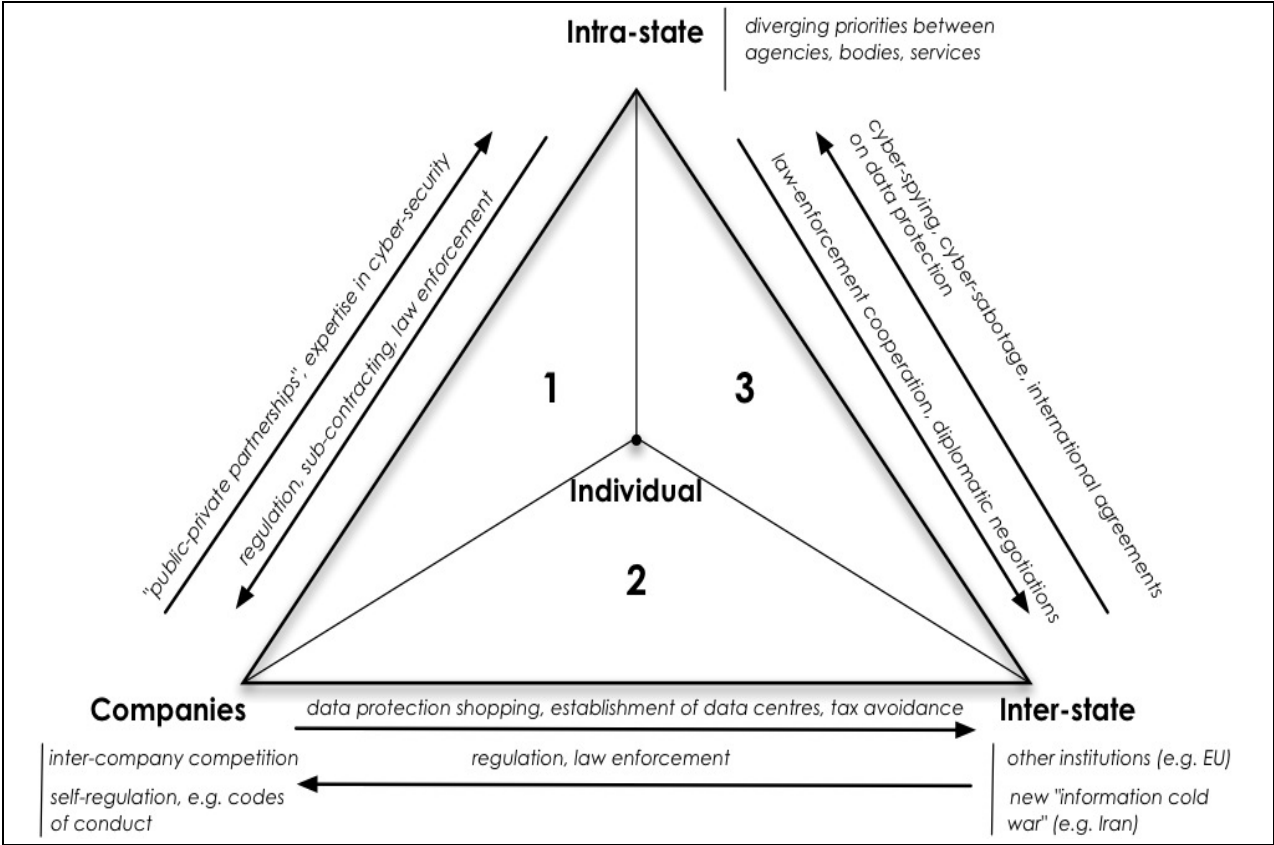 Intra-state
diverging priorities between
agencies, bodies, services
"public-private partnerships", expertise in cyber-security
regulation, sub-contracting, law enforcement
law-enforcement cooperation, diplomatic negotiations
cyber-spying, cyber-sabotage, international agreements
on data protection
1
3
Individual
2
Companies
data protection shopping, establishment of data centres, tax avoidance
Inter-state
inter-company competition
self-regulation, e.g. codes
of conduct
regulation, law enforcement
other institutions (e.g. EU)
new "information cold
war" (e.g. Iran)